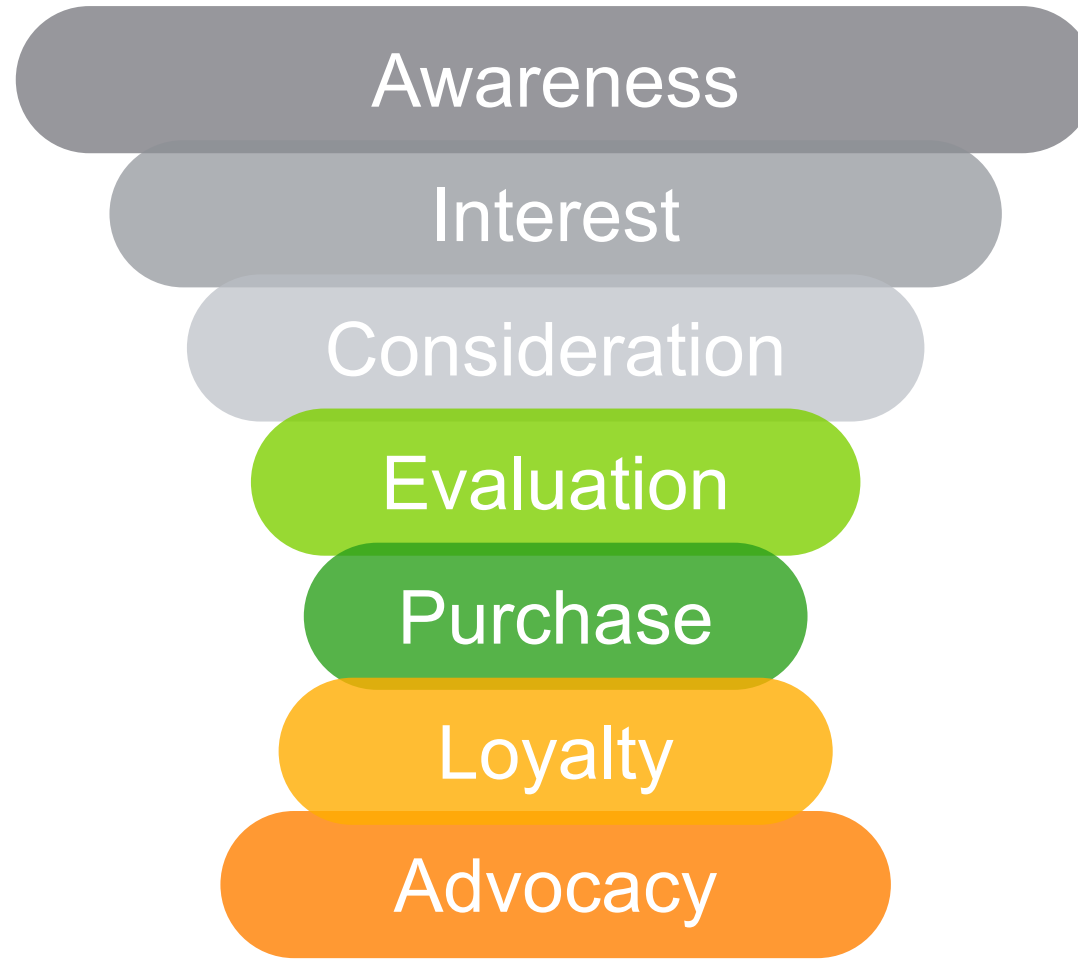 Awareness
Interest
Consideration
Evaluation
Purchase
Loyalty
Advocacy